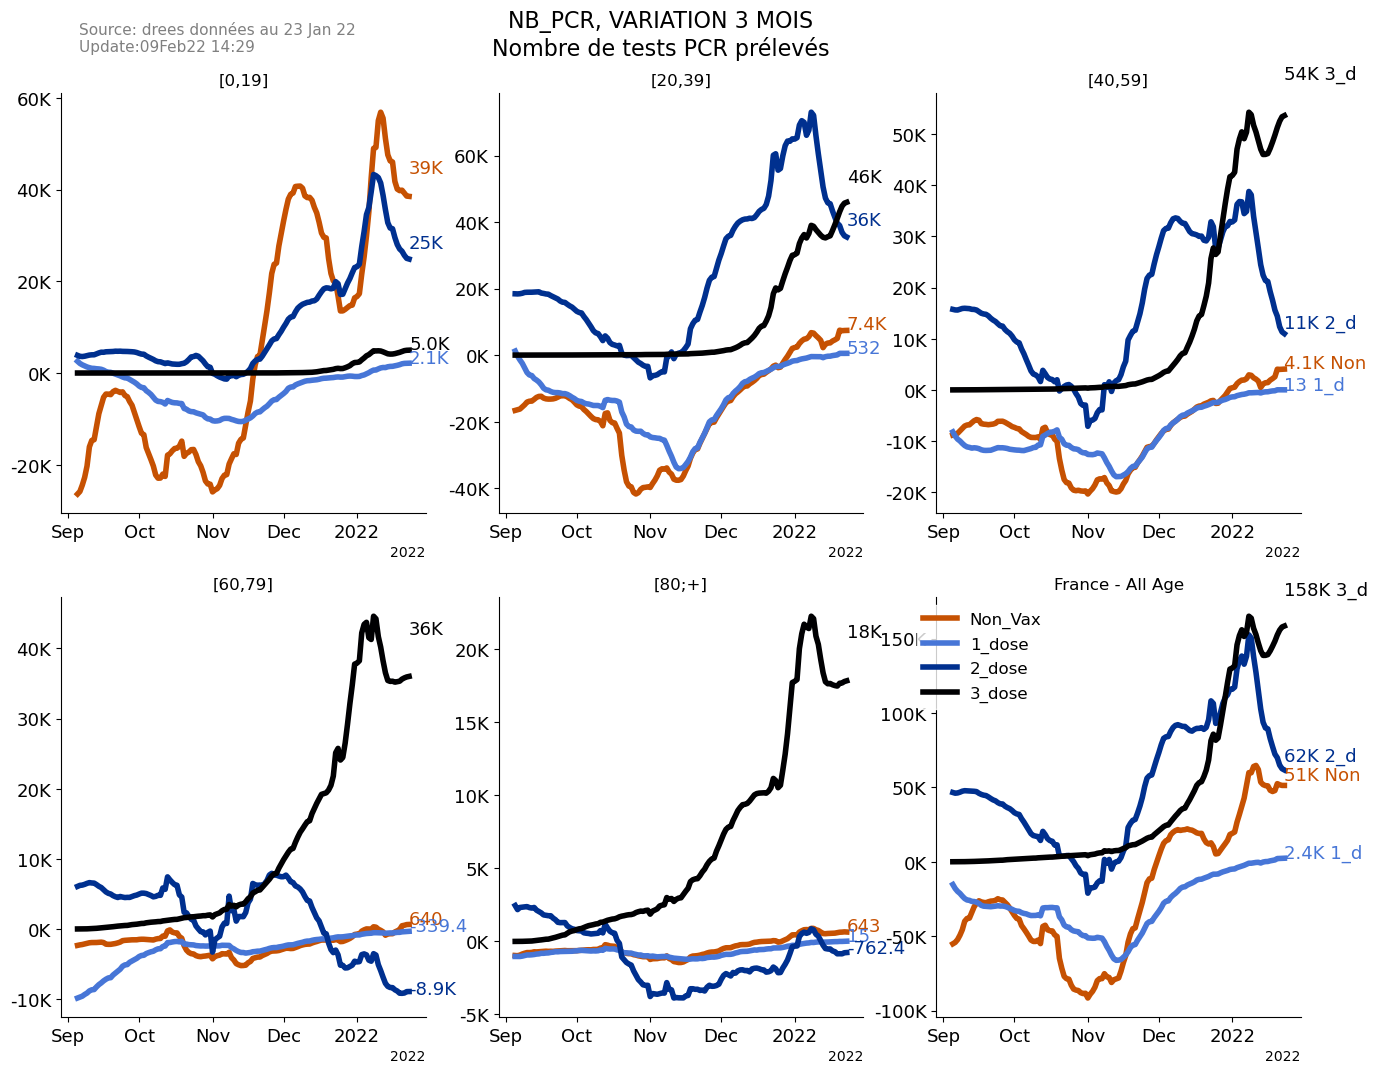 Source: drees données au 23 Jan 22
Update:09Feb22 14:29
NB_PCR, VARIATION 3 MOIS
Nombre de tests PCR prélevés
[0,19]
60K
40K
20K
0K
-20K
39K
25K
5.0K
2.1K
Sep Oct Nov Dec 2022
2022
[20,39]
60K
40K
20K
0K
-20K
-40K
46K
36K
7.4K
532
Sep Oct Nov Dec 2022
2022
[40,59]
50K
40K
30K
20K
10K
0K
-10K
-20K
54K 3_d
11K 2_d
4.1K Non
13 1_d
Sep Oct Nov Dec 2022
2022
[60,79]
40K
30K
20K
10K
0K
-10K
36K
640
-339.4
-8.9K
Sep Oct Nov Dec 2022
2022
[80;+]
20K
15K
10K
5K
0K
-5K
18K
643
15
-762.4
Sep Oct Nov Dec 2022
2022
France - All Age
Non_Vax
1_dose
2_dose
3_dose
150K
100K
50K
0K
-50K
-100K
158K 3_d
62K 2_d
51K Non
2.4K 1_d
Sep Oct Nov Dec 2022
2022